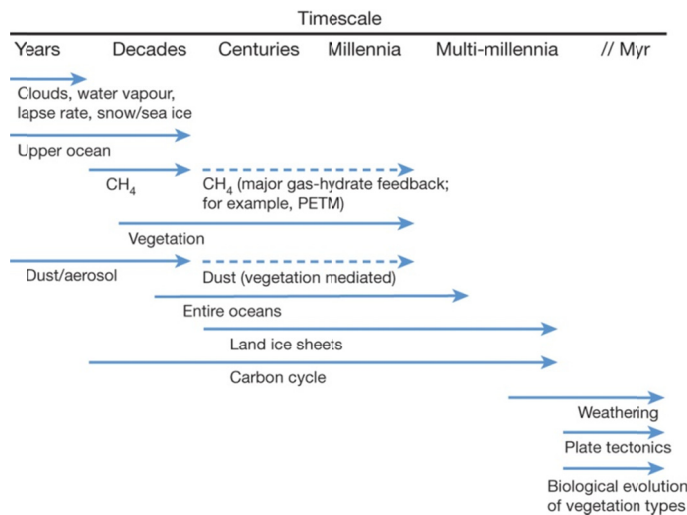 Timescale
Years Decades Centuries Millennia Multi-millennia // Myr
Clouds, water vapour,
lapse rate, snow/sea ice
Upper ocean
CH₄ CH₄ (major gas-hydrate feedback;
for example, PETM)
Vegetation
Dust/aerosol Dust (vegetation mediated)
Entire oceans
Land ice sheets
Carbon cycle
Weathering
Plate tectonics
Biological evolution
of vegetation types